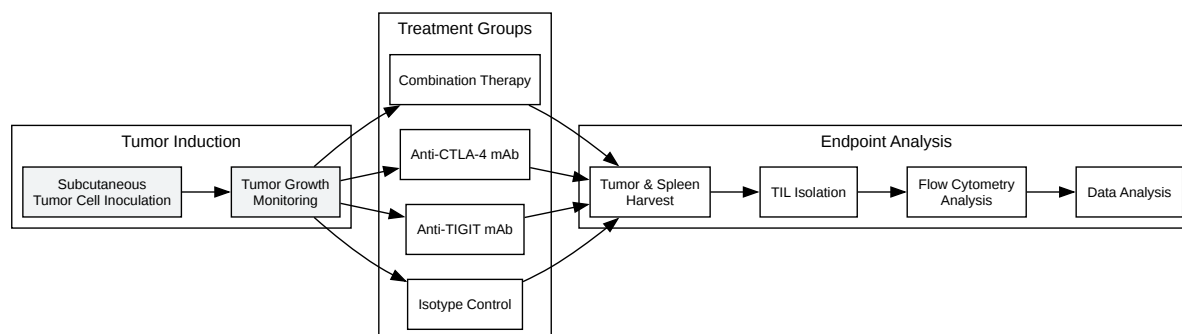 Treatment Groups
Combination Therapy
Tumor Induction
Endpoint Analysis
Anti-CTLA-4 mAb
Subcutaneous
Tumor Cell Inoculation
Tumor Growth
Monitoring
Tumor & Spleen
Harvest
TIL Isolation
Flow Cytometry
Analysis
Data Analysis
Anti-TIGIT mAb
Isotype Control